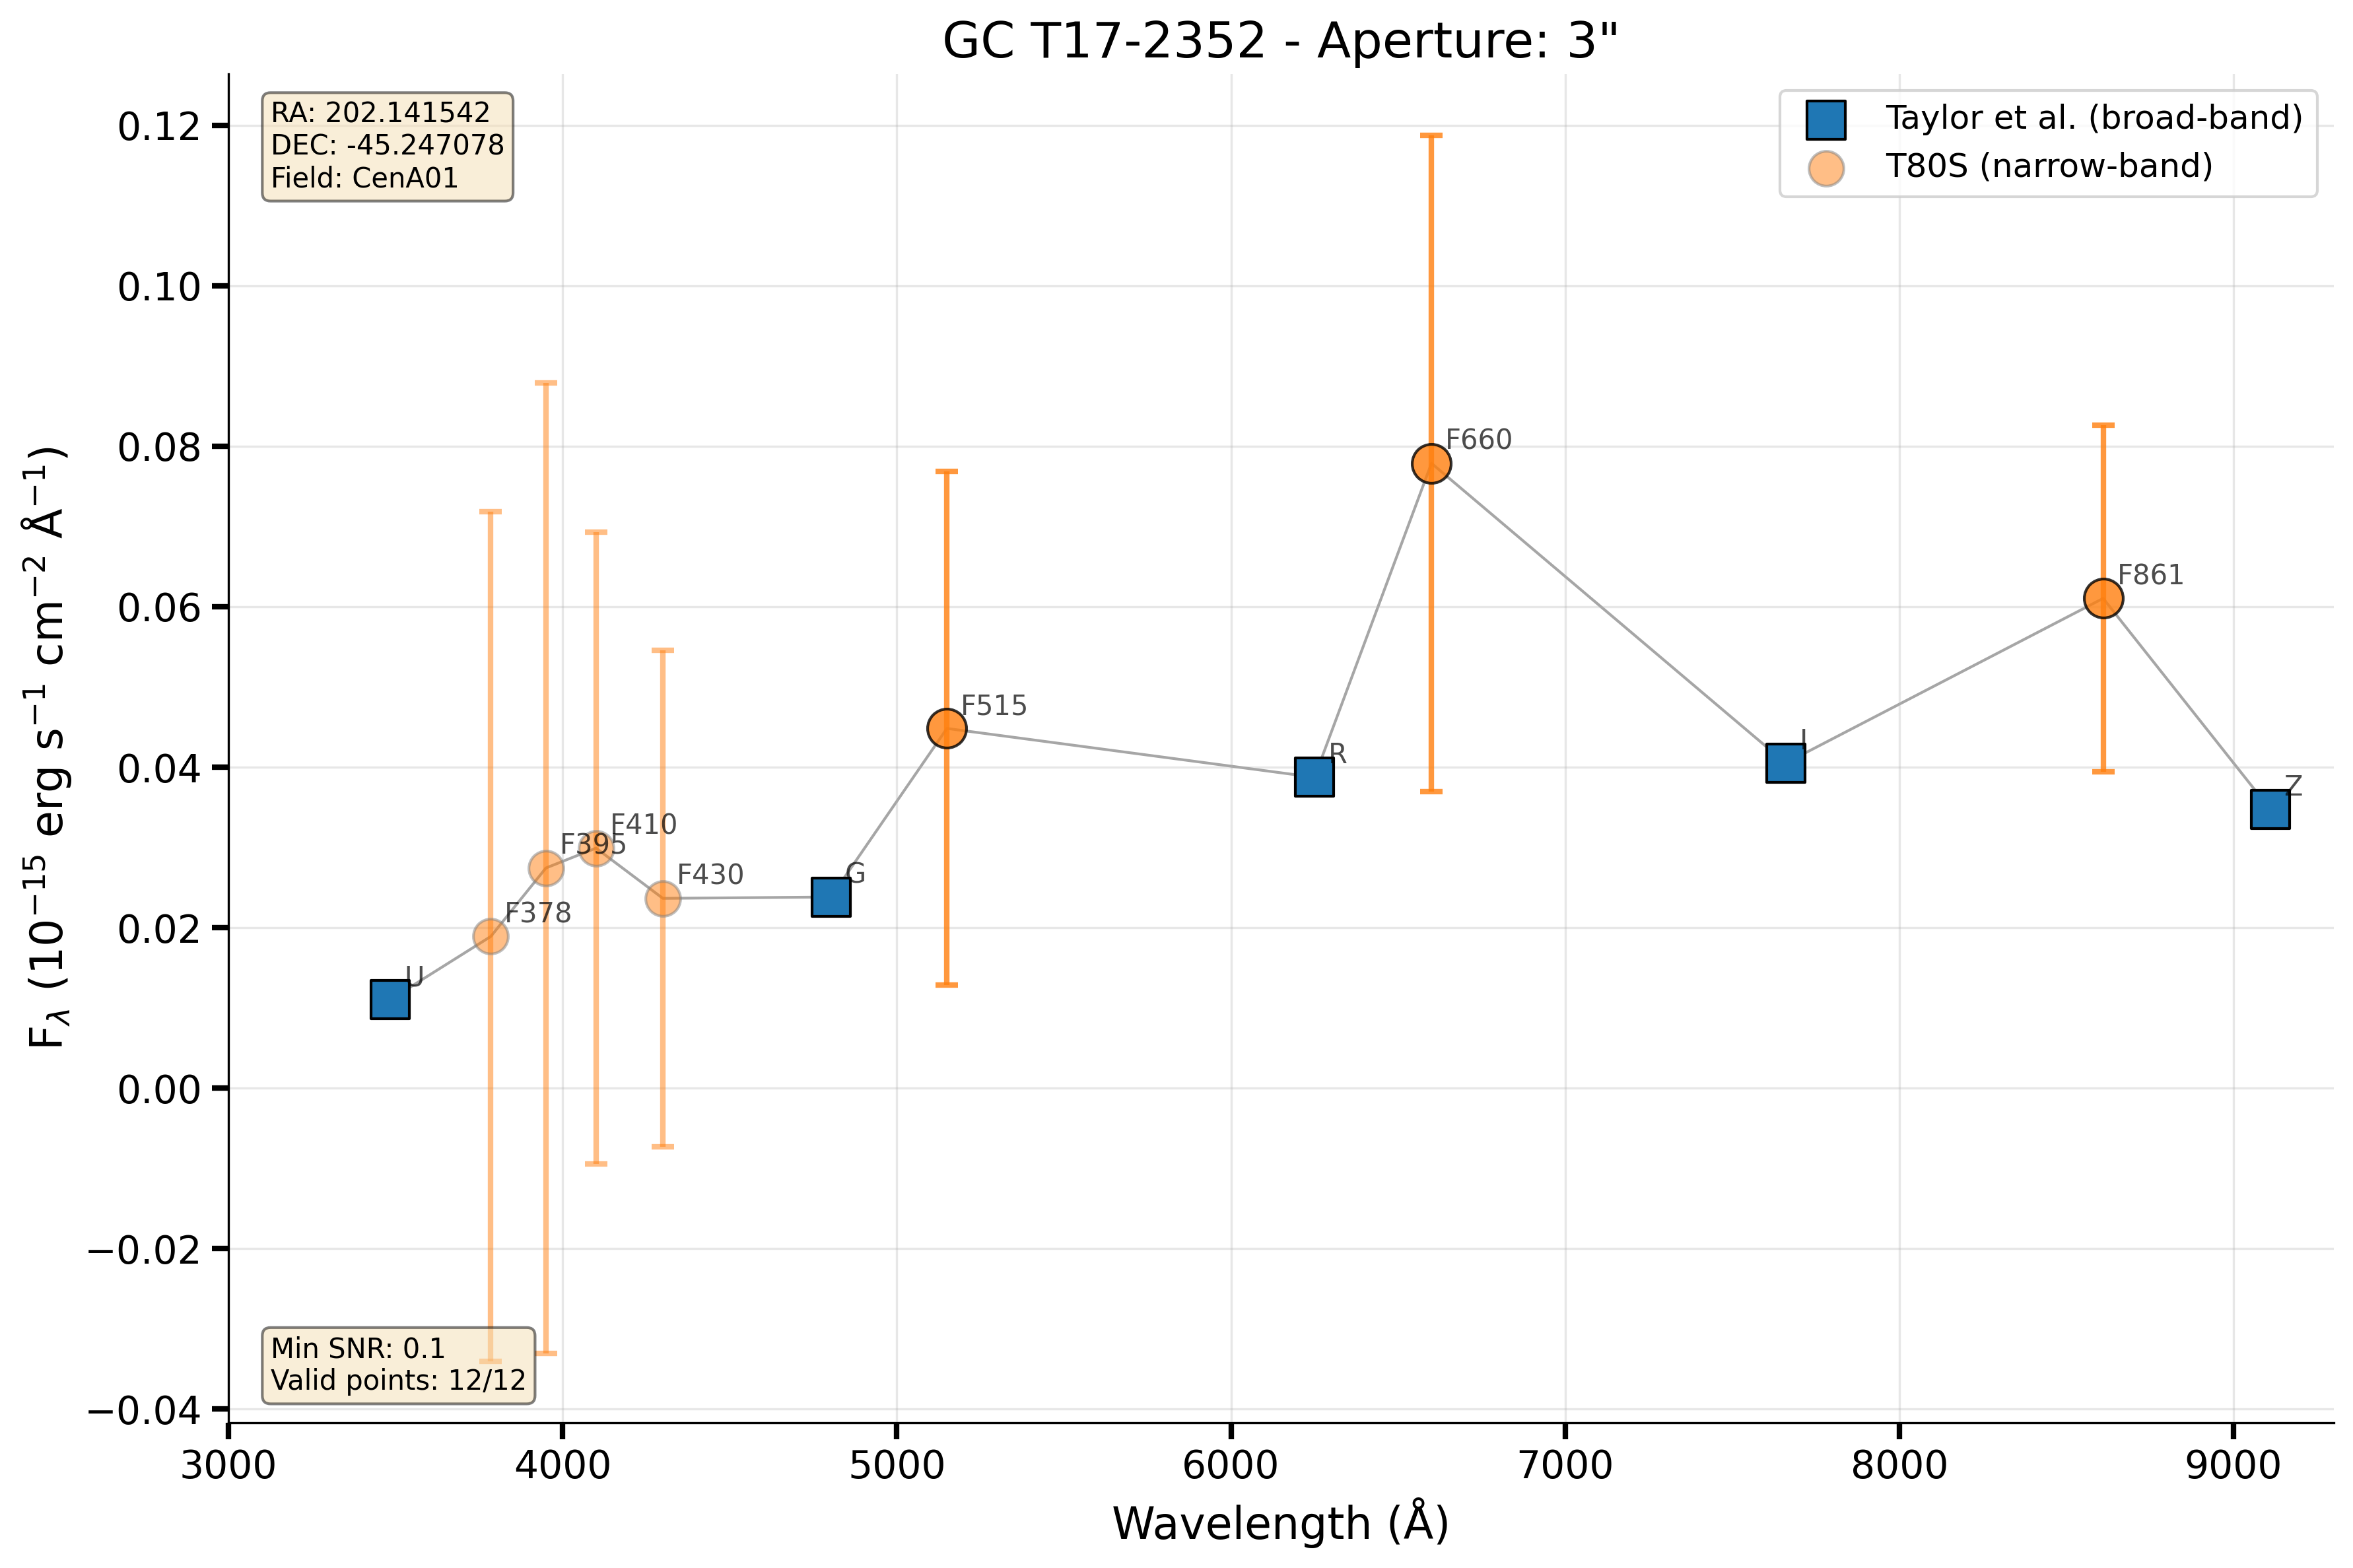 GC T17-2352 - Aperture: 3"
RA: 202.141542
DEC: -45.247078
Field: CenA01
Taylor et al. (broad-band)
T80S (narrow-band)
0.12
0.10
0.08
0.06
0.04
0.02
0.00
−0.02
−0.04
F$_{λ}$ (10$^{−15}$ erg s$^{−1}$ cm$^{−2}$ Å$^{−1}$)
U
F378
F395
F410
F430
G
F515
R
F660
I
F861
Z
Min SNR: 0.1
Valid points: 12/12
3000 4000 5000 6000 7000 8000 9000
Wavelength (Å)